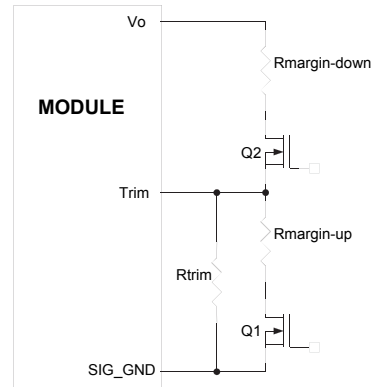 Vo
Rmargin-down
MODULE
Q2
Trim
Rmargin-up
Rtrim
Q1
SIG_GND